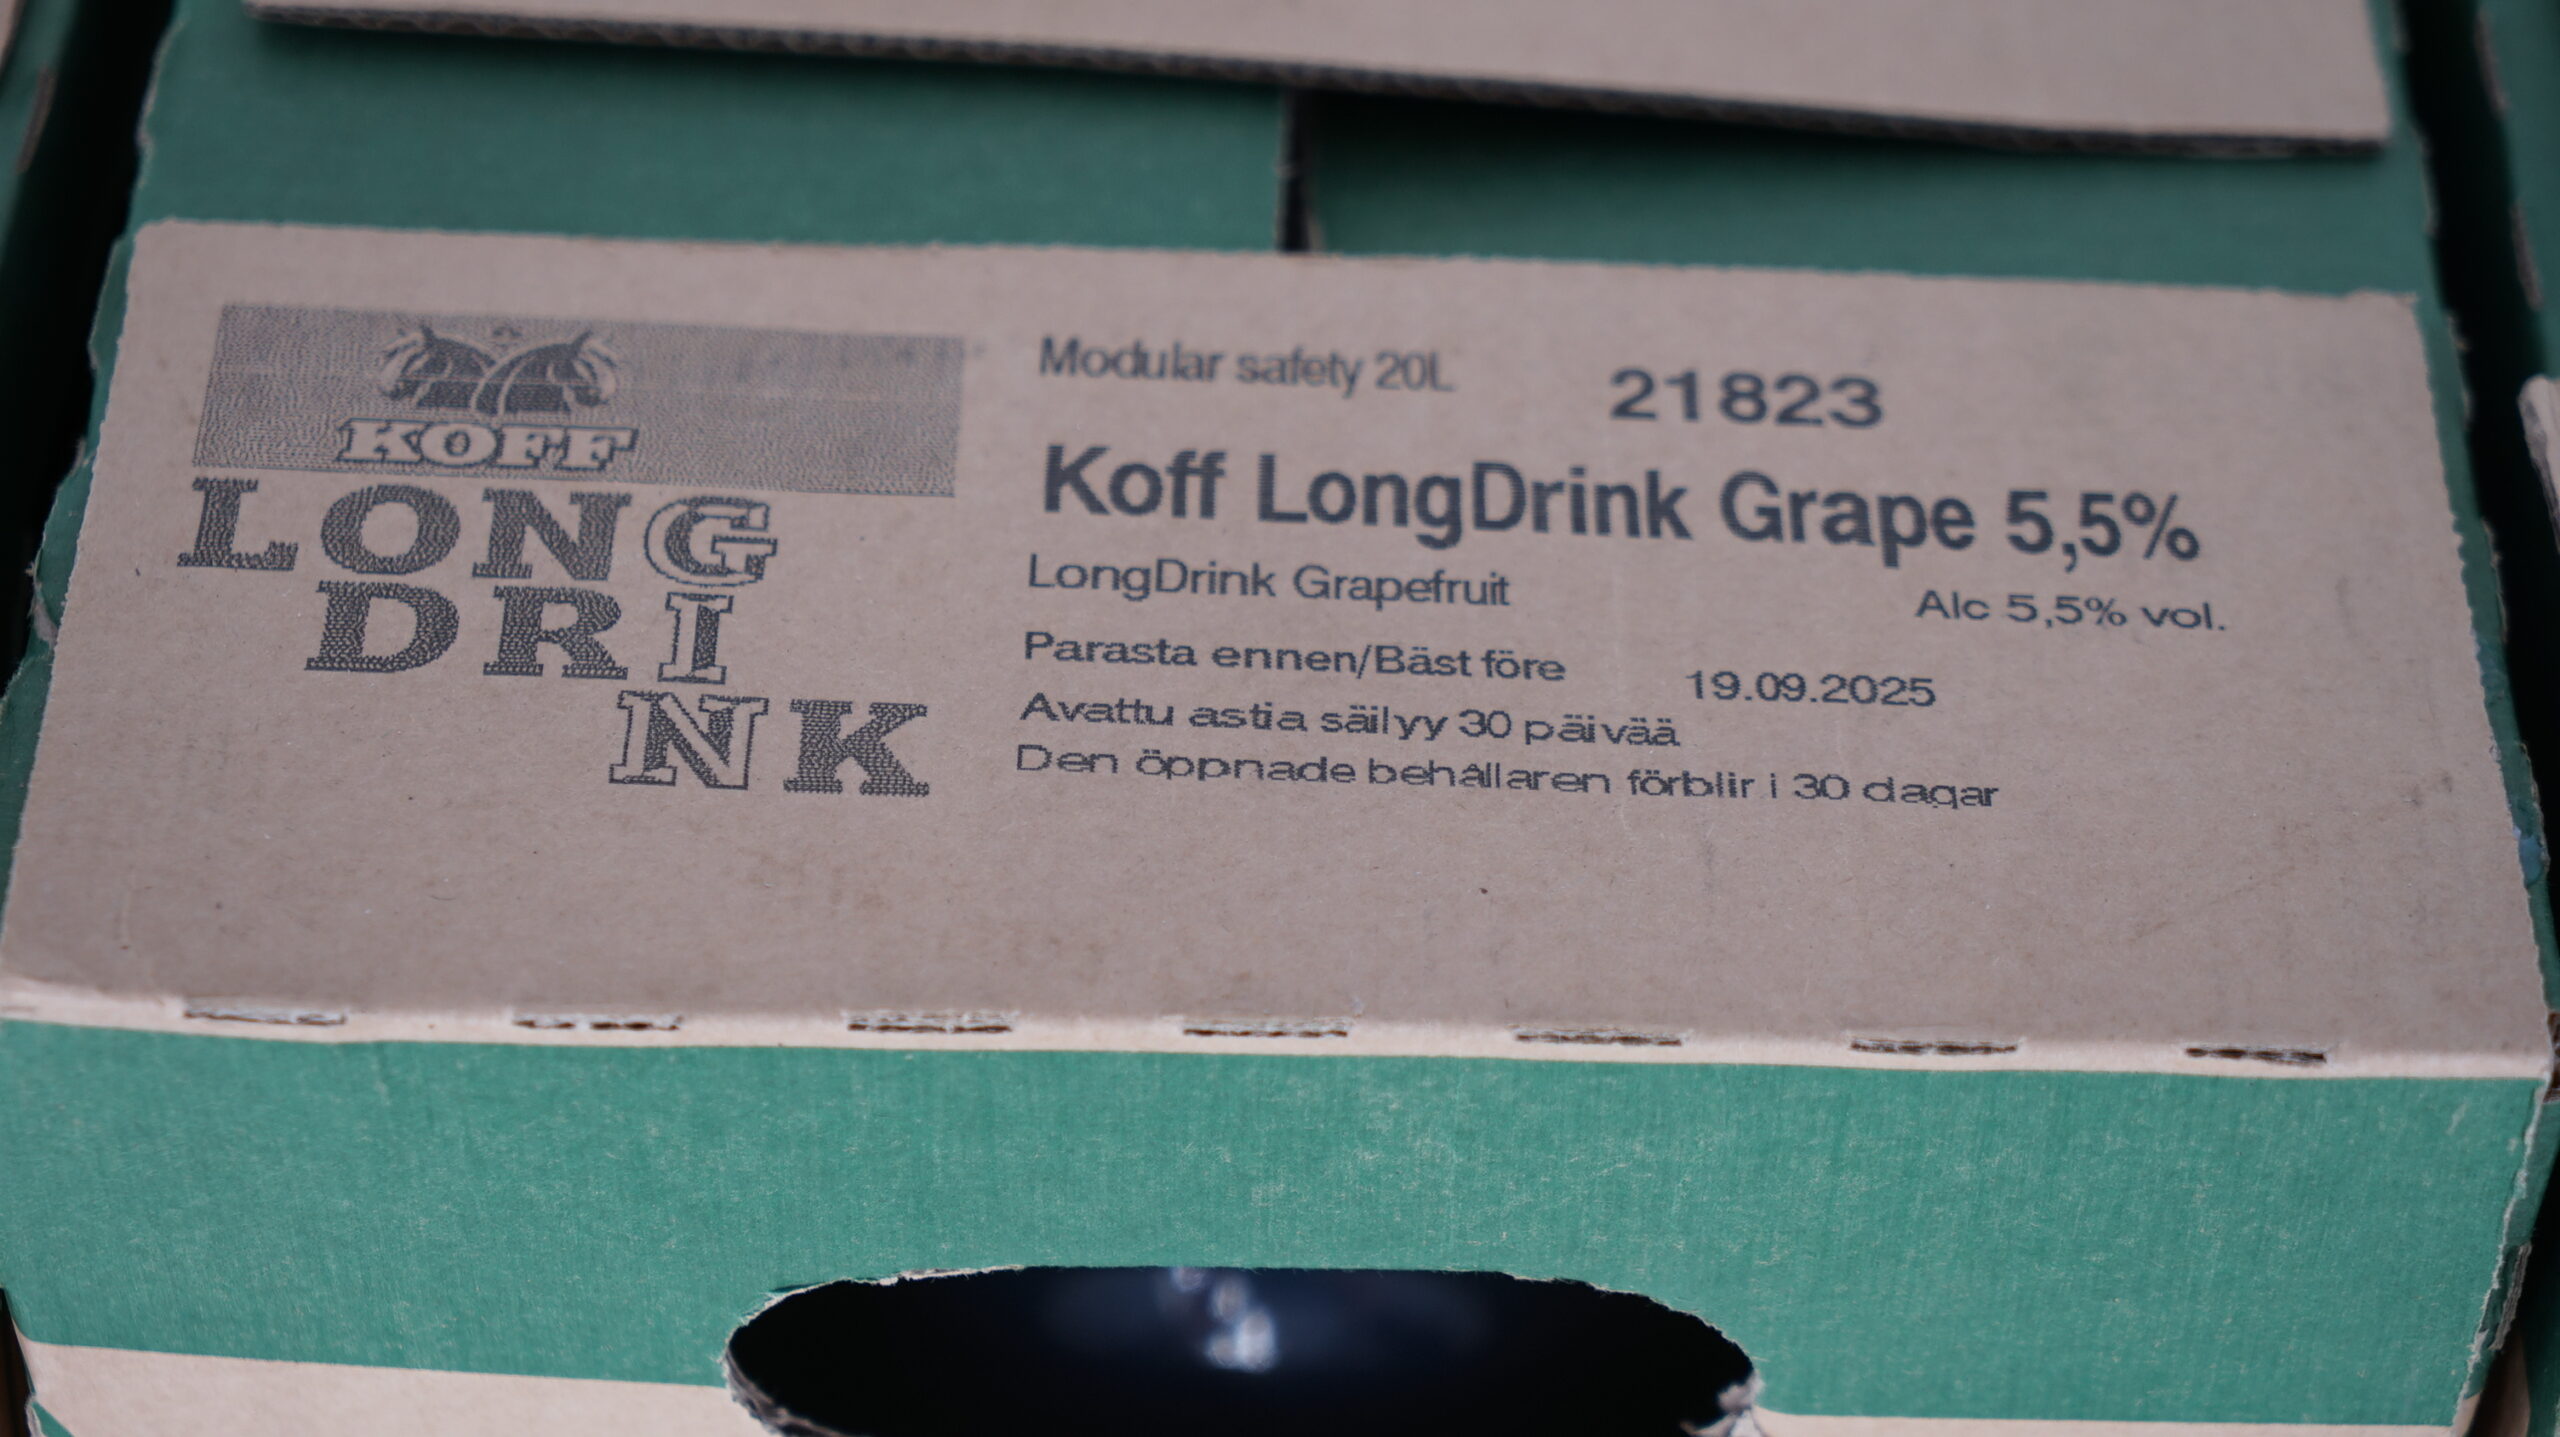 KOFF
LONG
DRI
NK
Modular safety 20L
21823
Koff LongDrink Grape 5,5%
LongDrink Grapefruit
Alc 5,5% vol.
Parasta ennen/Bäst före
19.09.2025
Avattu astia säilyy 30 päivää
Den öppnade behållaren förblir i 30 dagar